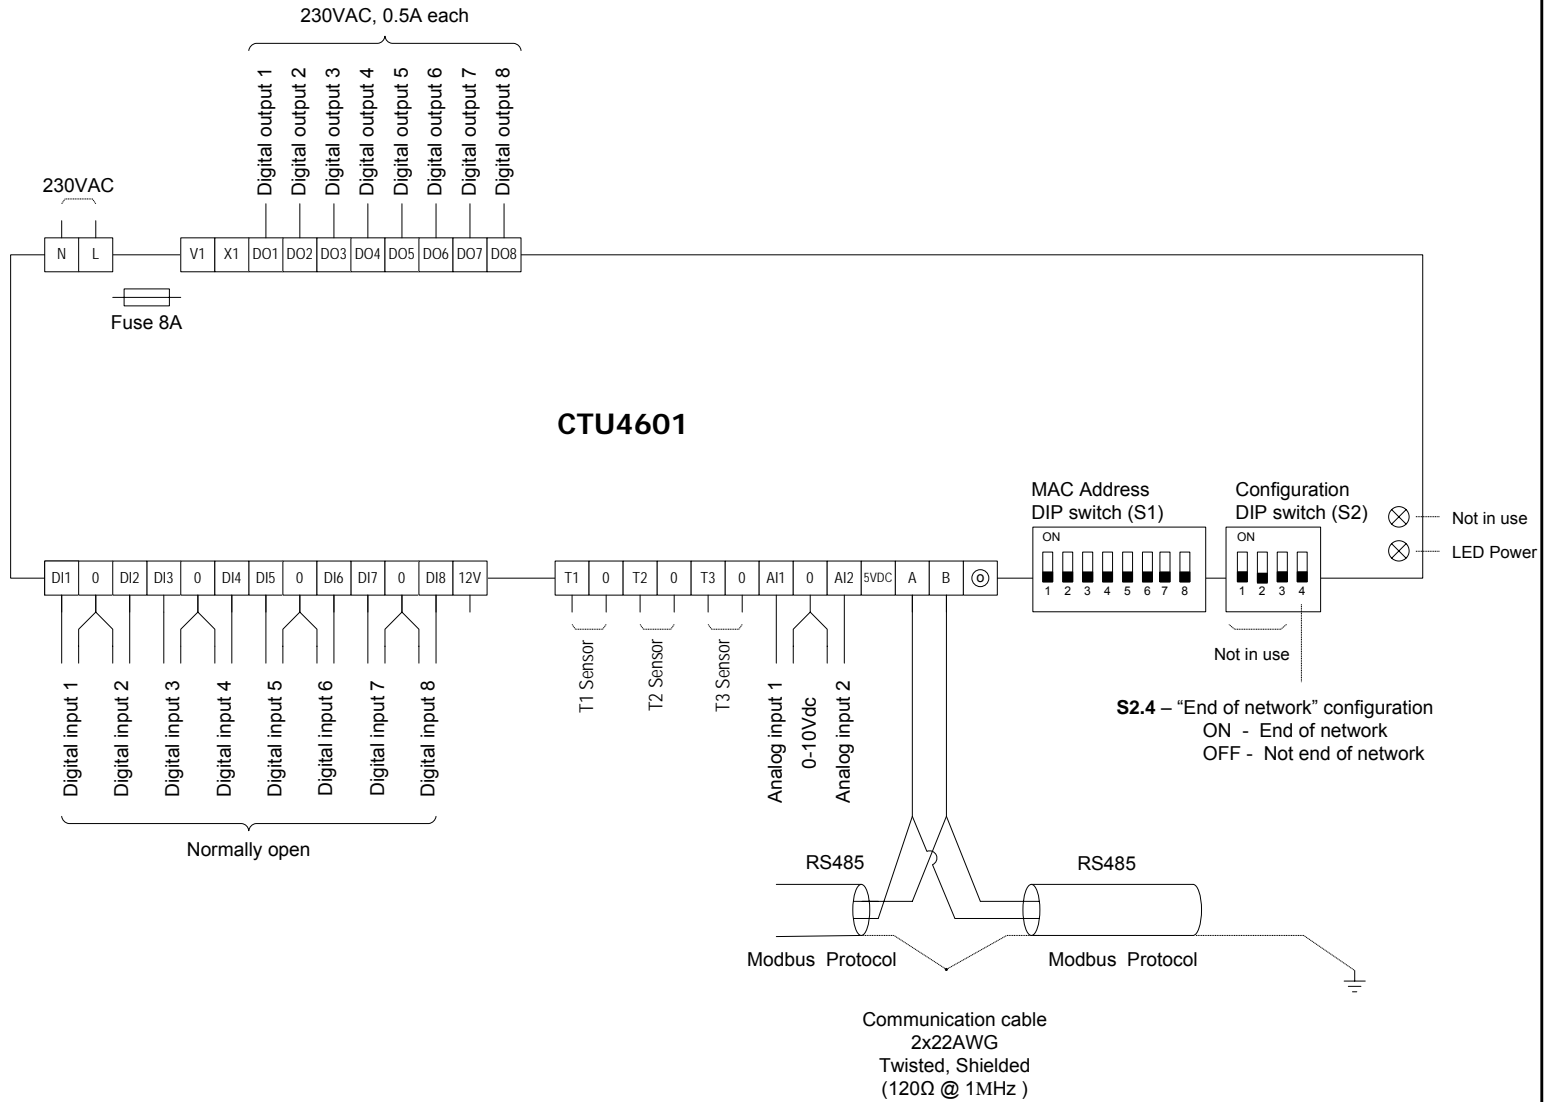 230VAC, 0.5A each
Digital output 1
Digital output 2
Digital output 3
Digital output 4
Digital output 5
Digital output 6
Digital output 7
Digital output 8
230VAC
N L V1 X1 DO1 DO2 DO3 DO4 DO5 DO6 DO7 DO8
Fuse 8A
CTU4601
MAC Address
DIP switch (S1)
ON
1 2 3 4 5 6 7 8
Configuration
DIP switch (S2)
ON
1 2 3 4
Not in use
LED Power
DI1 0 DI2 DI3 0 DI4 DI5 0 DI6 DI7 0 DI8 12V
T1 0 T2 0 T3 0 AI1 0 AI2 5VDC A B
Digital input 1
Digital input 2
Digital input 3
Digital input 4
Digital input 5
Digital input 6
Digital input 7
Digital input 8
Normally open
T1 Sensor
T2 Sensor
T3 Sensor
Analog input 1
0-10Vdc
Analog input 2
Not in use
S2.4 – “End of network” configuration
ON - End of network
OFF - Not end of network
RS485
RS485
Modbus Protocol
Modbus Protocol
Communication cable
2x22AWG
Twisted, Shielded
(120Ω @ 1MHz )